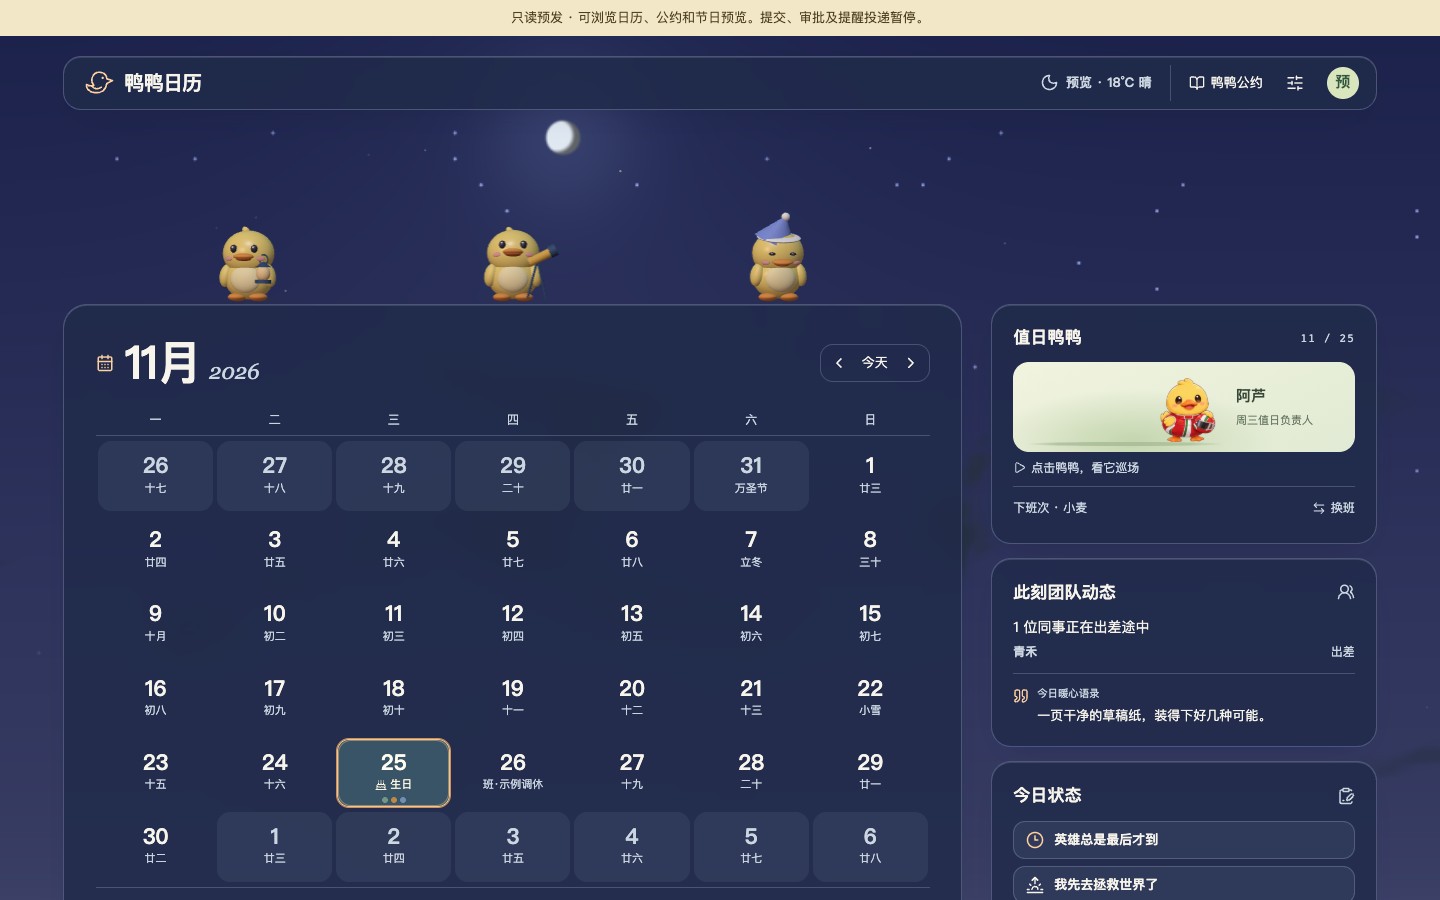 只读预发 · 可浏览日历、公约和节日预览。提交、审批及提醒投递暂停。
鸭鸭日历
预览 · 18°C 晴
鸭鸭公约
预
11月 2026
今天
一 二 三 四 五 六 日
26 27 28 29 30 31 1
十七 十八 十九 二十 廿一 万圣节 廿三
2 3 4 5 6 7 8
廿四 廿五 廿六 廿七 廿八 立冬 三十
9 10 11 12 13 14 15
十月 初二 初三 初四 初五 初六 初七
16 17 18 19 20 21 22
初八 初九 初十 十一 十二 十三 小雪
23 24 25 26 27 28 29
十五 十六 生日 班·示例调休 十九 二十 廿一
30 1 2 3 4 5 6
廿二 廿三 廿四 廿五 廿六 廿七 廿八
值日鸭鸭
11 / 25
阿芦
周三值日负责人
点击鸭鸭，看它巡场
下班次 · 小麦
换班
此刻团队动态
1 位同事正在出差途中
青禾
出差
今日暖心语录
一页干净的草稿纸，装得下好几种可能。
今日状态
英雄总是最后才到
我先去拯救世界了